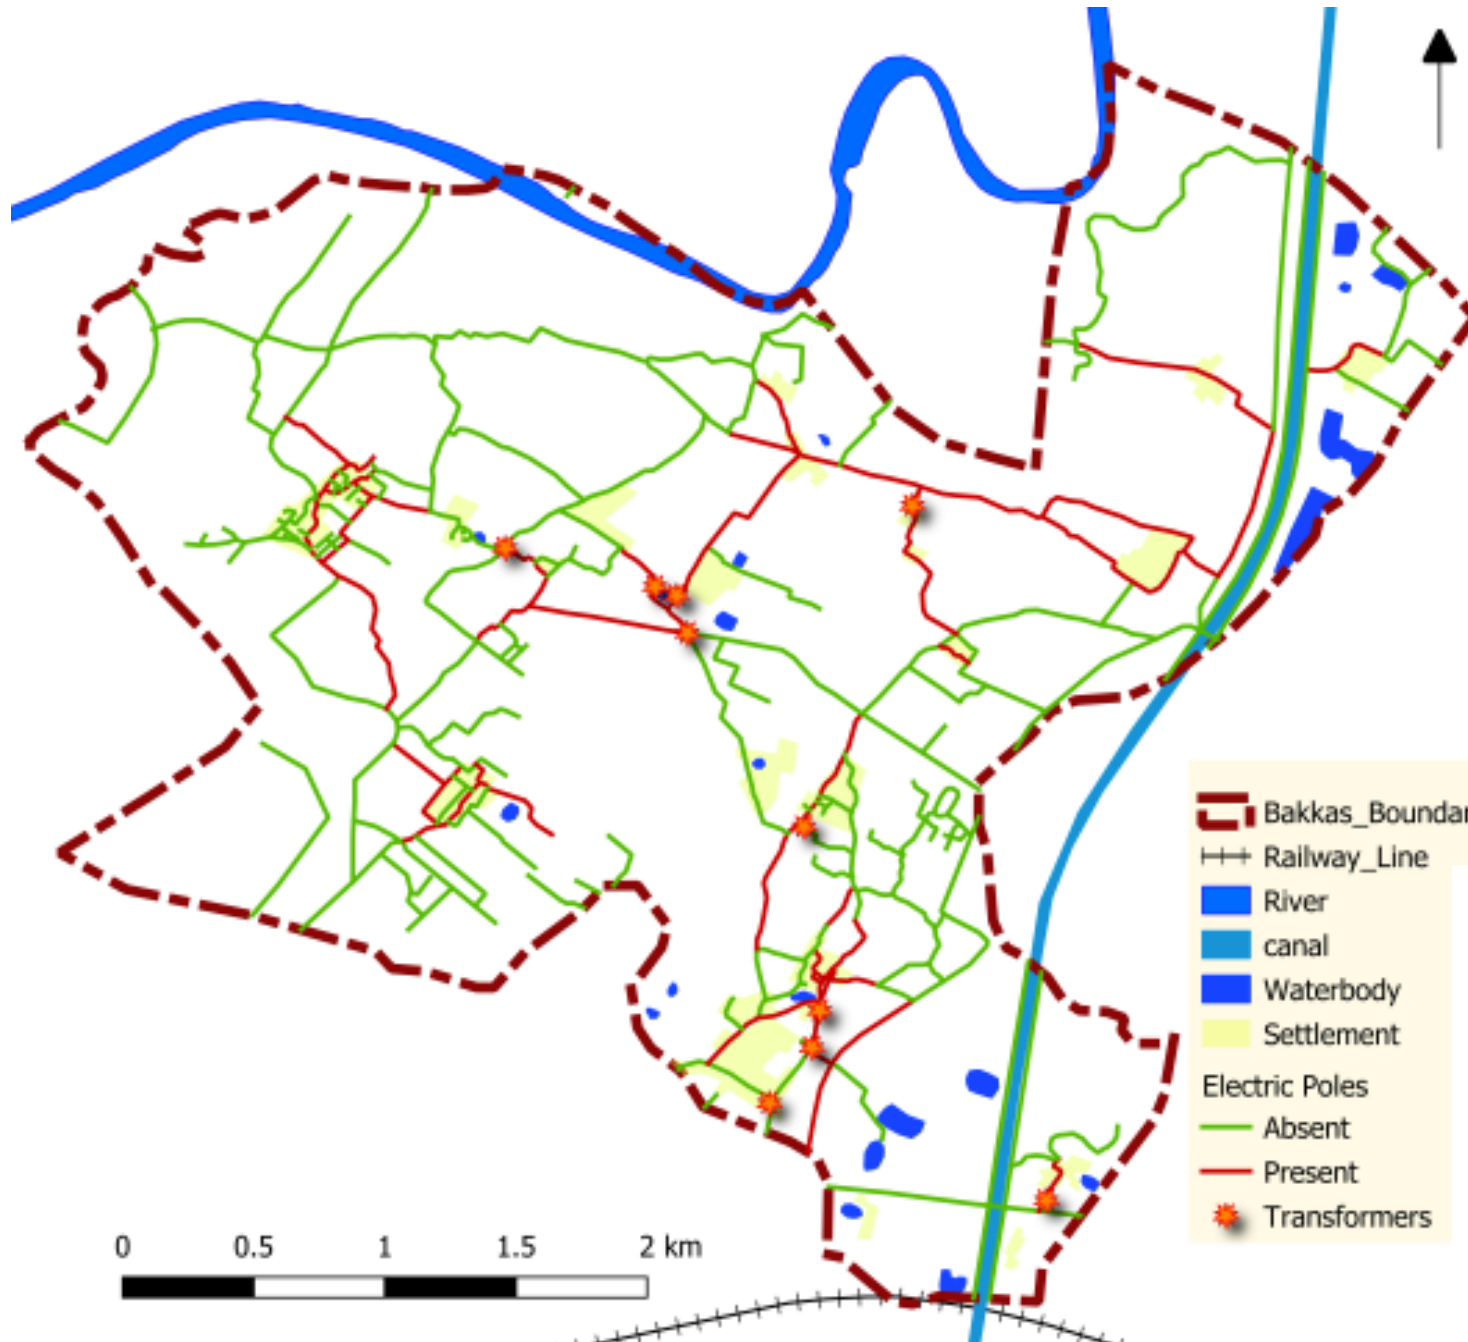 Bakkas_Boundar
Railway_Line
River
canal
Waterbody
Settlement
Electric Poles
Absent
Present
Transformers
0 0.5 1 1.5 2 km